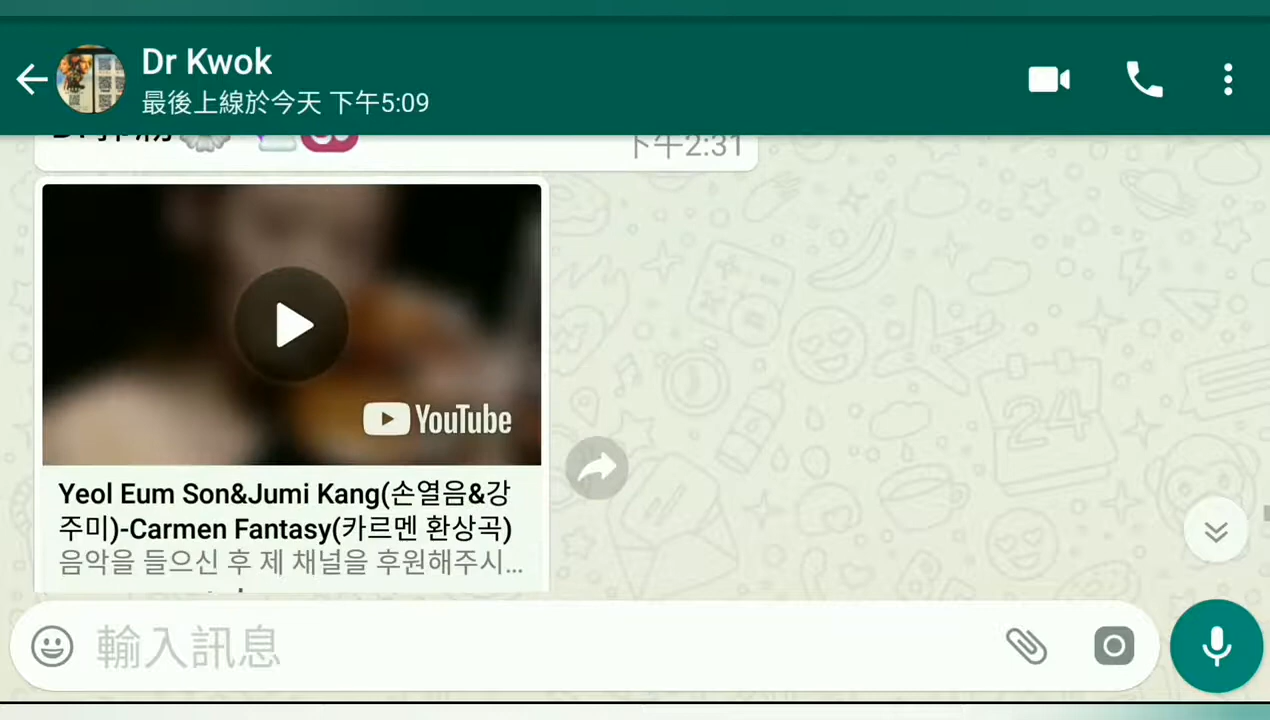 Dr Kwok
最後上線於今天 下午5:09
下午2:31
YouTube
Yeol Eum Son&Jumi Kang(손열음&강
주미)-Carmen Fantasy(카르멘 환상곡)
음악을 들으신 후 제 채널을 후원해주시...
輸入訊息